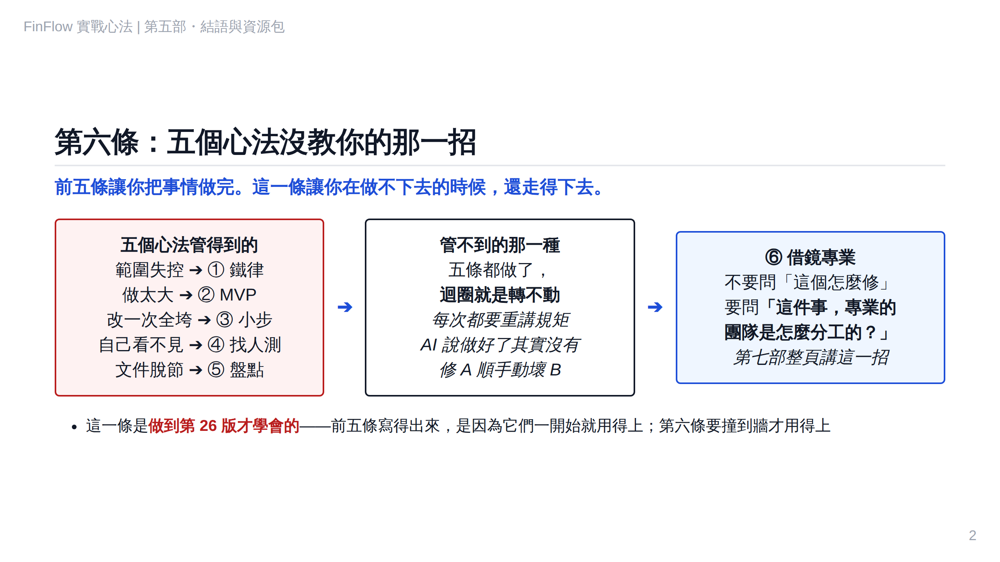 FinFlow 實戰心法 | 第五部・結語與資源包
第六條：五個心法沒教你的那一招
前五條讓你把事情做完。這一條讓你在做不下去的時候，還走得下去。
五個心法管得到的
範圍失控 ➔ ① 鐵律
做太大 ➔ ② MVP
改一次全垮 ➔ ③ 小步
自己看不見 ➔ ④ 找人測
文件脫節 ➔ ⑤ 盤點
➔
管不到的那一種
五條都做了，
迴圈就是轉不動
每次都要重講規矩
AI 說做好了其實沒有
修 A 順手動壞 B
➔
⑥ 借鏡專業
不要問「這個怎麼修」
要問「這件事，專業的
團隊是怎麼分工的？」
第七部整頁講這一招
• 這一條是做到第 26 版才學會的——前五條寫得出來，是因為它們一開始就用得上；第六條要撞到牆才用得上
2